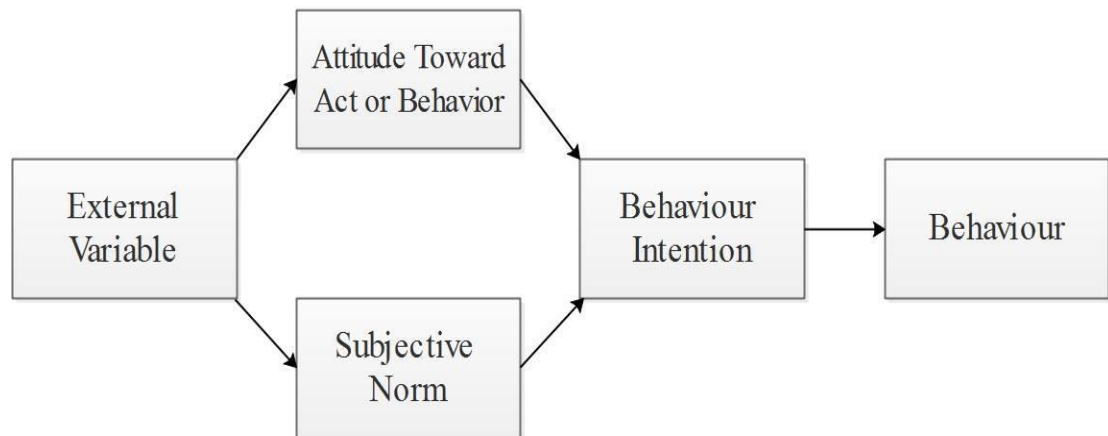 Attitude Toward
Act or Behavior
External
Variable
Behaviour
Intention
Behaviour
Subjective
Norm